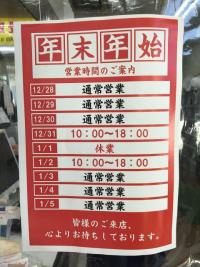 年末年始
営業時間のご案内
12/28 通常営業
12/29 通常営業
12/30 通常営業
12/31 10:00〜18:00
1/1 休業
1/2 10:00〜18:00
1/3 通常営業
1/4 通常営業
1/5 通常営業
皆様のご来店、
心よりお待ちしております。